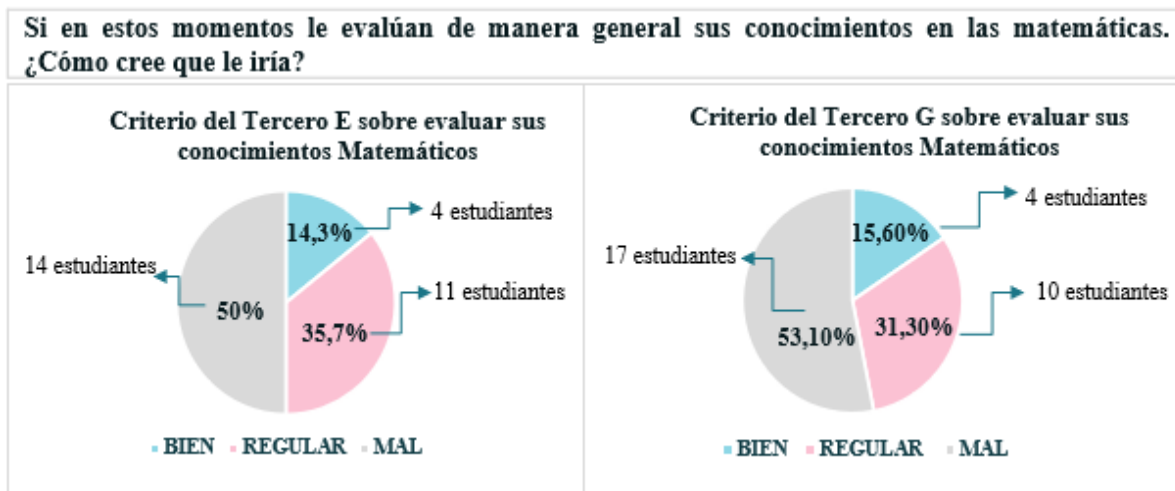 Si en estos momentos le evalúan de manera general sus conocimientos en las matemáticas.
¿Cómo cree que le iría?
Criterio del Tercero E sobre evaluar sus
conocimientos Matemáticos
14,3%
4 estudiantes
14 estudiantes
50%
35,7%
11 estudiantes
BIEN REGULAR MAL
Criterio del Tercero G sobre evaluar sus
conocimientos Matemáticos
15,60%
4 estudiantes
17 estudiantes
53,10%
31,30%
10 estudiantes
BIEN REGULAR MAL